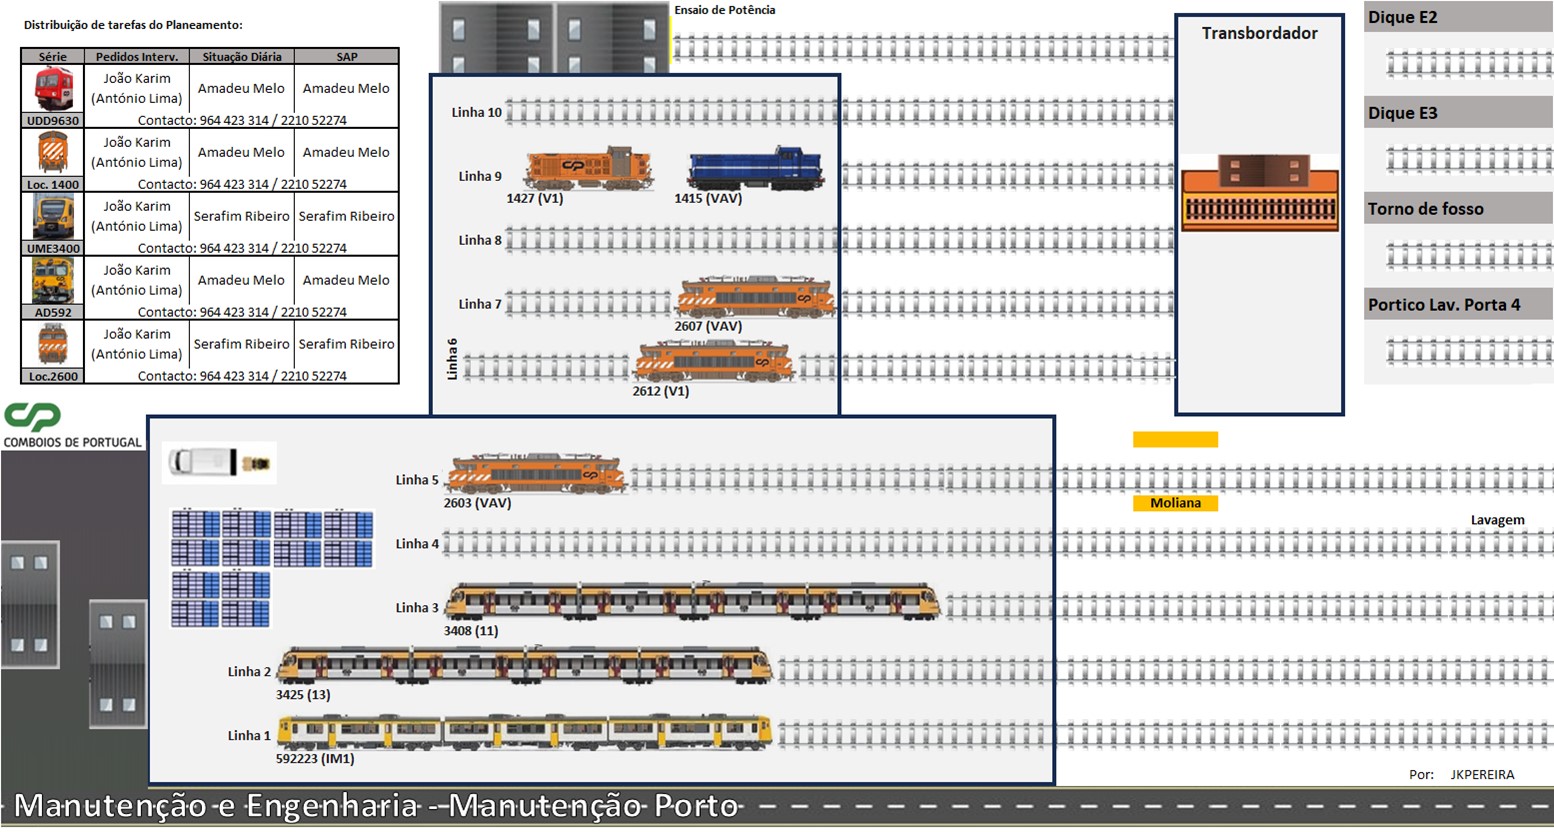 Distribuição de tarefas do Planeamento:
Série Pedidos Interv. Situação Diária SAP
João Karim
(António Lima) Amadeu Melo Amadeu Melo
UDD9630 Contacto: 964 423 314 / 2210 52274
João Karim
(António Lima) Amadeu Melo Amadeu Melo
Loc. 1400 Contacto: 964 423 314 / 2210 52274
João Karim
(António Lima) Serafim Ribeiro Serafim Ribeiro
UME3400 Contacto: 964 423 314 / 2210 52274
João Karim
(António Lima) Amadeu Melo Amadeu Melo
AD592 Contacto: 964 423 314 / 2210 52274
João Karim
(António Lima) Serafim Ribeiro Serafim Ribeiro
Loc.2600 Contacto: 964 423 314 / 2210 52274
CP
COMBOIOS DE PORTUGAL
Ensaio de Potência
Linha 10
Linha 9
1427 (V1)
1415 (VAV)
Linha 8
Linha 7
2607 (VAV)
Linha 6
2612 (V1)
Transbordador
Dique E2
Dique E3
Torno de fosso
Portico Lav. Porta 4
Linha 5
2603 (VAV)
Moliana
Lavagem
Linha 4
Linha 3
3408 (11)
Linha 2
3425 (13)
Linha 1
592223 (IM1)
Por: JKPEREIRA
Manutenção e Engenharia - Manutenção Porto